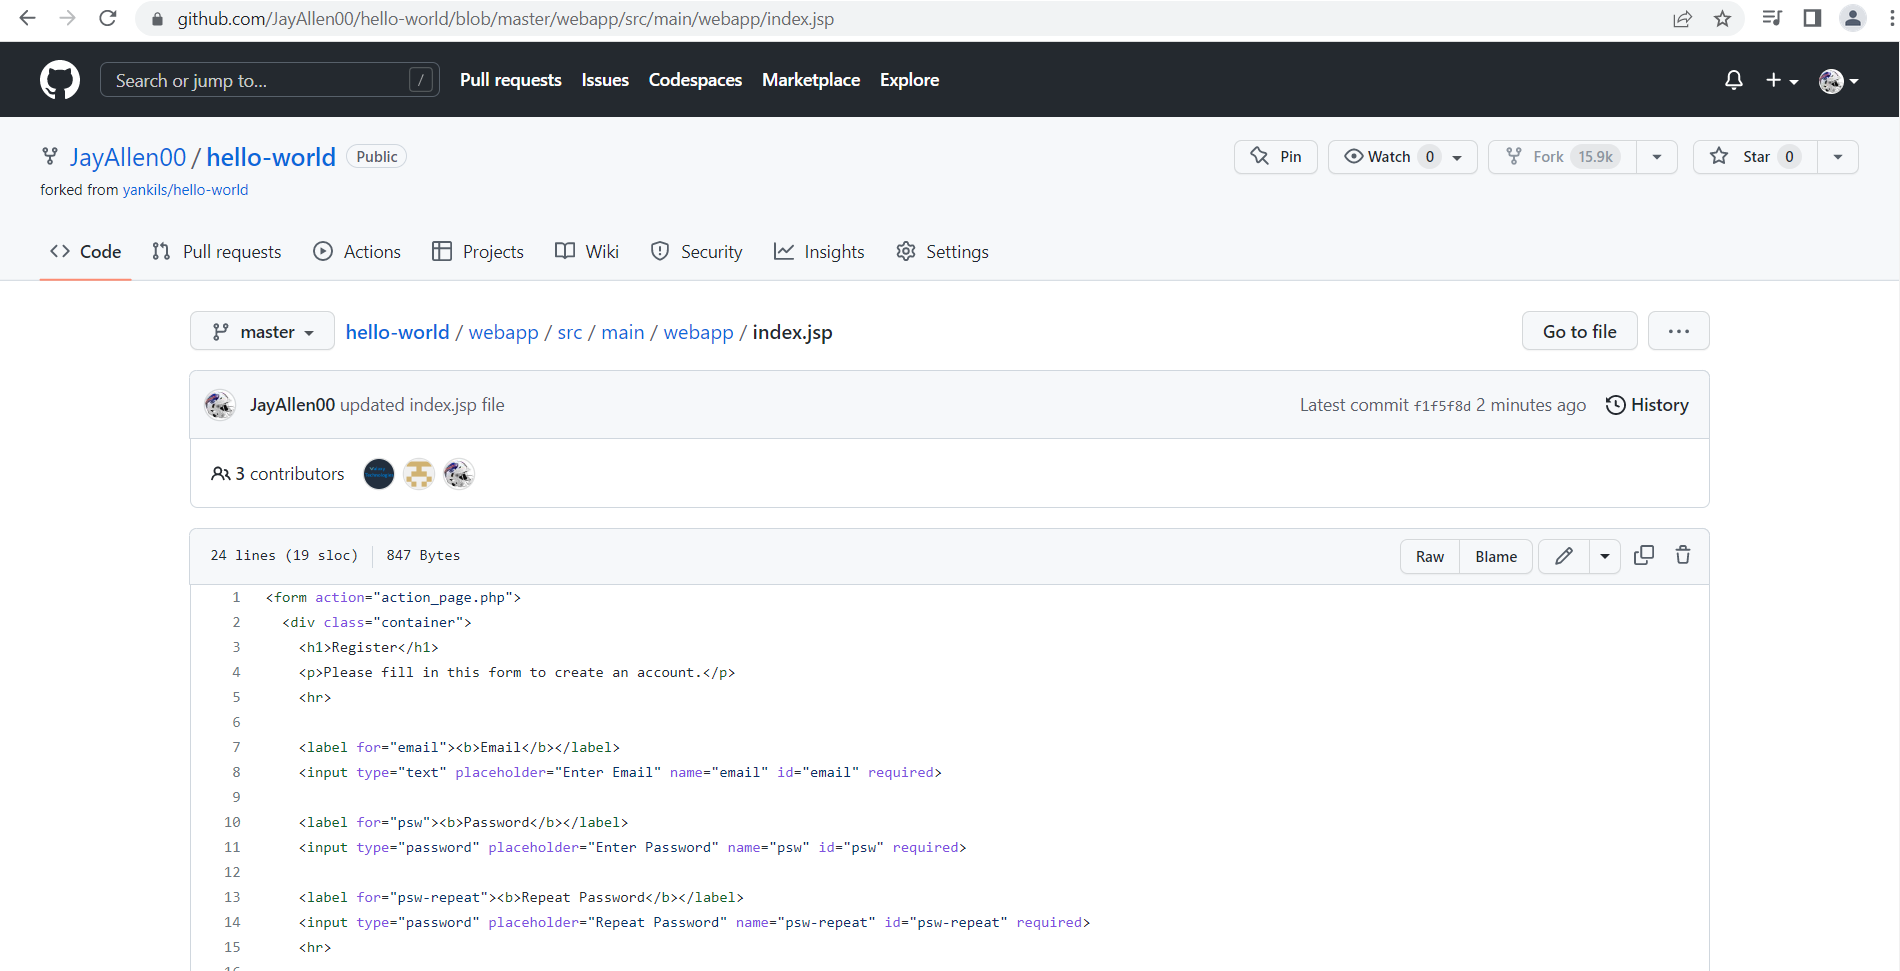 github.com/JayAllen00/hello-world/blob/master/webapp/src/main/webapp/index.jsp
Search or jump to... / Pull requests Issues Codespaces Marketplace Explore
JayAllen00 / hello-world Public Pin Watch 0 Fork 15.9k Star 0
forked from yankils/hello-world
Code Pull requests Actions Projects Wiki Security Insights Settings
master hello-world / webapp / src / main / webapp / index.jsp Go to file ...
JayAllen00 updated index.jsp file Latest commit f1f5f8d 2 minutes ago History
3 contributors
24 lines (19 sloc) 847 Bytes Raw Blame
1 <form action="action_page.php">
2 <div class="container">
3 <h1>Register</h1>
4 <p>Please fill in this form to create an account.</p>
5 <hr>
6
7 <label for="email"><b>Email</b></label>
8 <input type="text" placeholder="Enter Email" name="email" id="email" required>
9
10 <label for="psw"><b>Password</b></label>
11 <input type="password" placeholder="Enter Password" name="psw" id="psw" required>
12
13 <label for="psw-repeat"><b>Repeat Password</b></label>
14 <input type="password" placeholder="Repeat Password" name="psw-repeat" id="psw-repeat" required>
15 <hr>
16